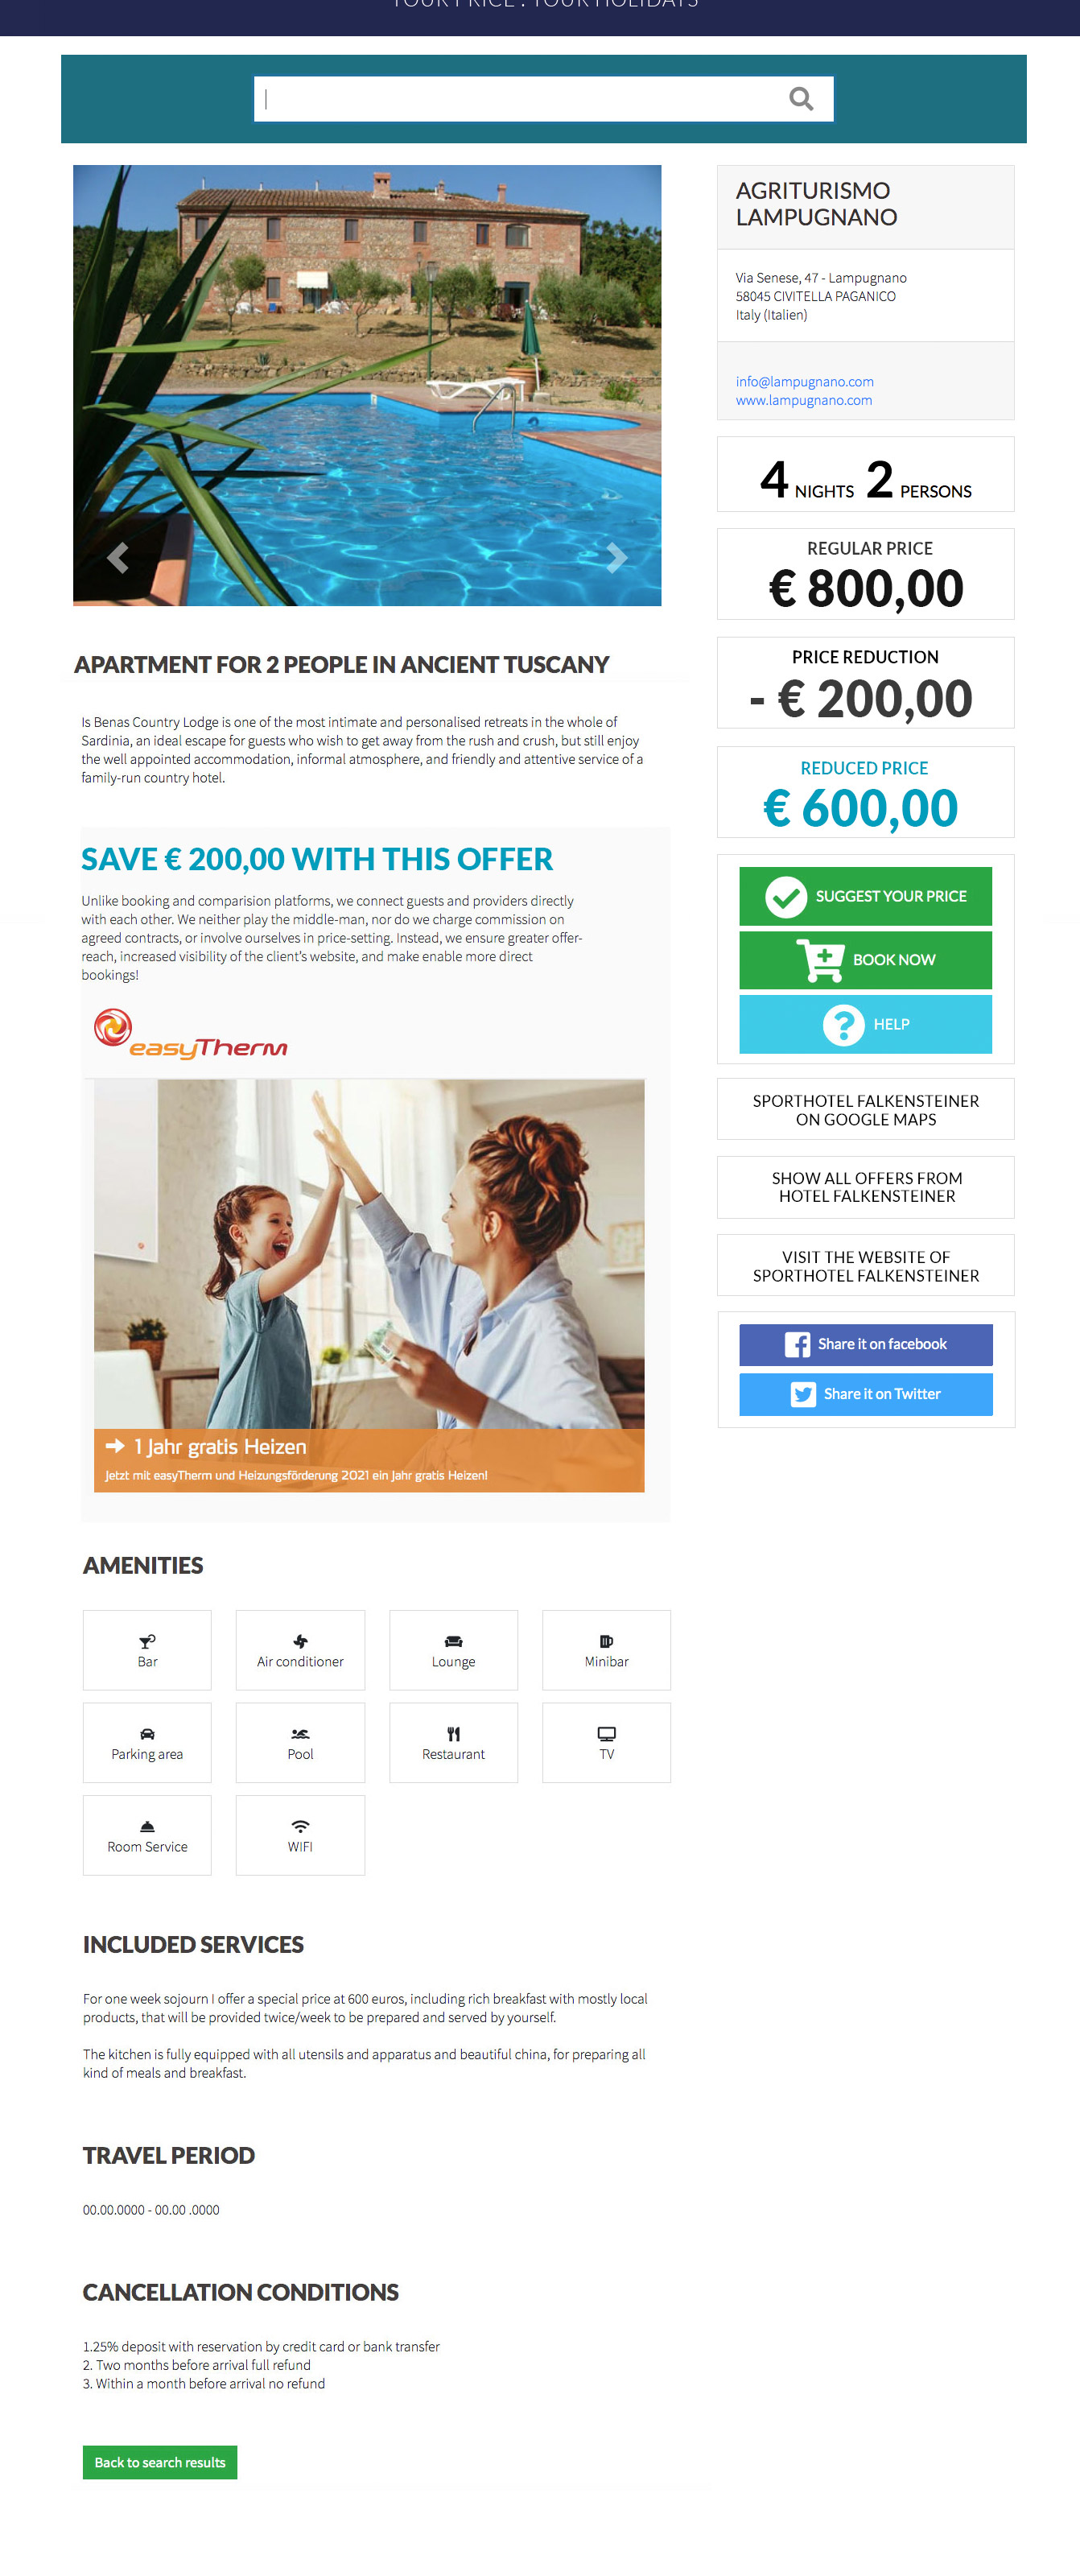 YOUR PRICE . YOUR HOLIDAYS
AGRITURISMO
LAMPUGNANO
Via Senese, 47 - Lampugnano
58045 CIVITELLA PAGANICO
Italy (Italien)
info@lampugnano.com
www.lampugnano.com
4 NIGHTS 2 PERSONS
REGULAR PRICE
€ 800,00
PRICE REDUCTION
- € 200,00
REDUCED PRICE
€ 600,00
SUGGEST YOUR PRICE
BOOK NOW
HELP
SPORTHOTEL FALKENSTEINER
ON GOOGLE MAPS
SHOW ALL OFFERS FROM
HOTEL FALKENSTEINER
VISIT THE WEBSITE OF
SPORTHOTEL FALKENSTEINER
Share it on facebook
Share it on Twitter
APARTMENT FOR 2 PEOPLE IN ANCIENT TUSCANY
Is Benas Country Lodge is one of the most intimate and personalised retreats in the whole of
Sardinia, an ideal escape for guests who wish to get away from the rush and crush, but still enjoy
the well appointed accommodation, informal atmosphere, and friendly and attentive service of a
family-run country hotel.
SAVE € 200,00 WITH THIS OFFER
Unlike booking and comparision platforms, we connect guests and providers directly
with each other. We neither play the middle-man, nor do we charge commission on
agreed contracts, or involve ourselves in price-setting. Instead, we ensure greater offer-
reach, increased visibility of the client's website, and make enable more direct
bookings!
easyTherm
1 Jahr gratis Heizen
Jetzt mit easyTherm und Heizungsförderung 2021 ein Jahr gratis Heizen!
AMENITIES
Bar
Air conditioner
Lounge
Minibar
Parking area
Pool
Restaurant
TV
Room Service
WIFI
INCLUDED SERVICES
For one week sojourn I offer a special price at 600 euros, including rich breakfast with mostly local
products, that will be provided twice/week to be prepared and served by yourself.
The kitchen is fully equipped with all utensils and apparatus and beautiful china, for preparing all
kind of meals and breakfast.
TRAVEL PERIOD
00.00.0000 - 00.00 .0000
CANCELLATION CONDITIONS
1.25% deposit with reservation by credit card or bank transfer
2. Two months before arrival full refund
3. Within a month before arrival no refund
Back to search results